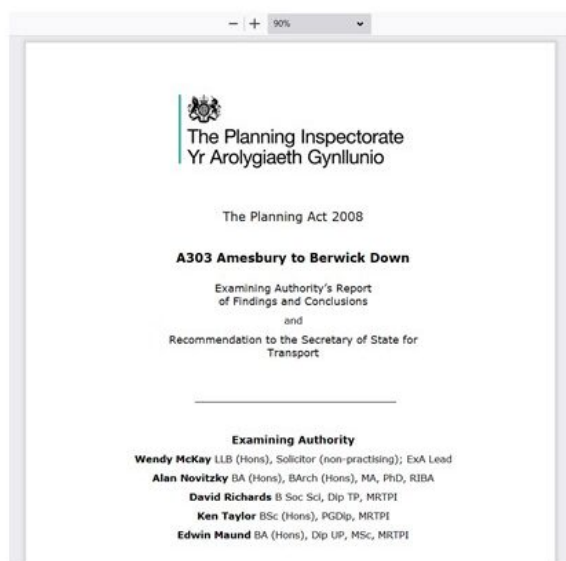 90%
The Planning Inspectorate
Yr Arolygiaeth Gynllunio
The Planning Act 2008
A303 Amesbury to Berwick Down
Examining Authority's Report
of Findings and Conclusions
and
Recommendation to the Secretary of State for
Transport
Examining Authority
Wendy McKay LLB (Hons), Solicitor (non-practising); ExA Lead
Alan Novitzky BA (Hons), BArch (Hons), MA, PhD, RIBA
David Richards B Soc Sci, Dip TP, MRTPI
Ken Taylor BSc (Hons), PGDip, MRTPI
Edwin Maund BA (Hons), Dip UP, MSc, MRTPI